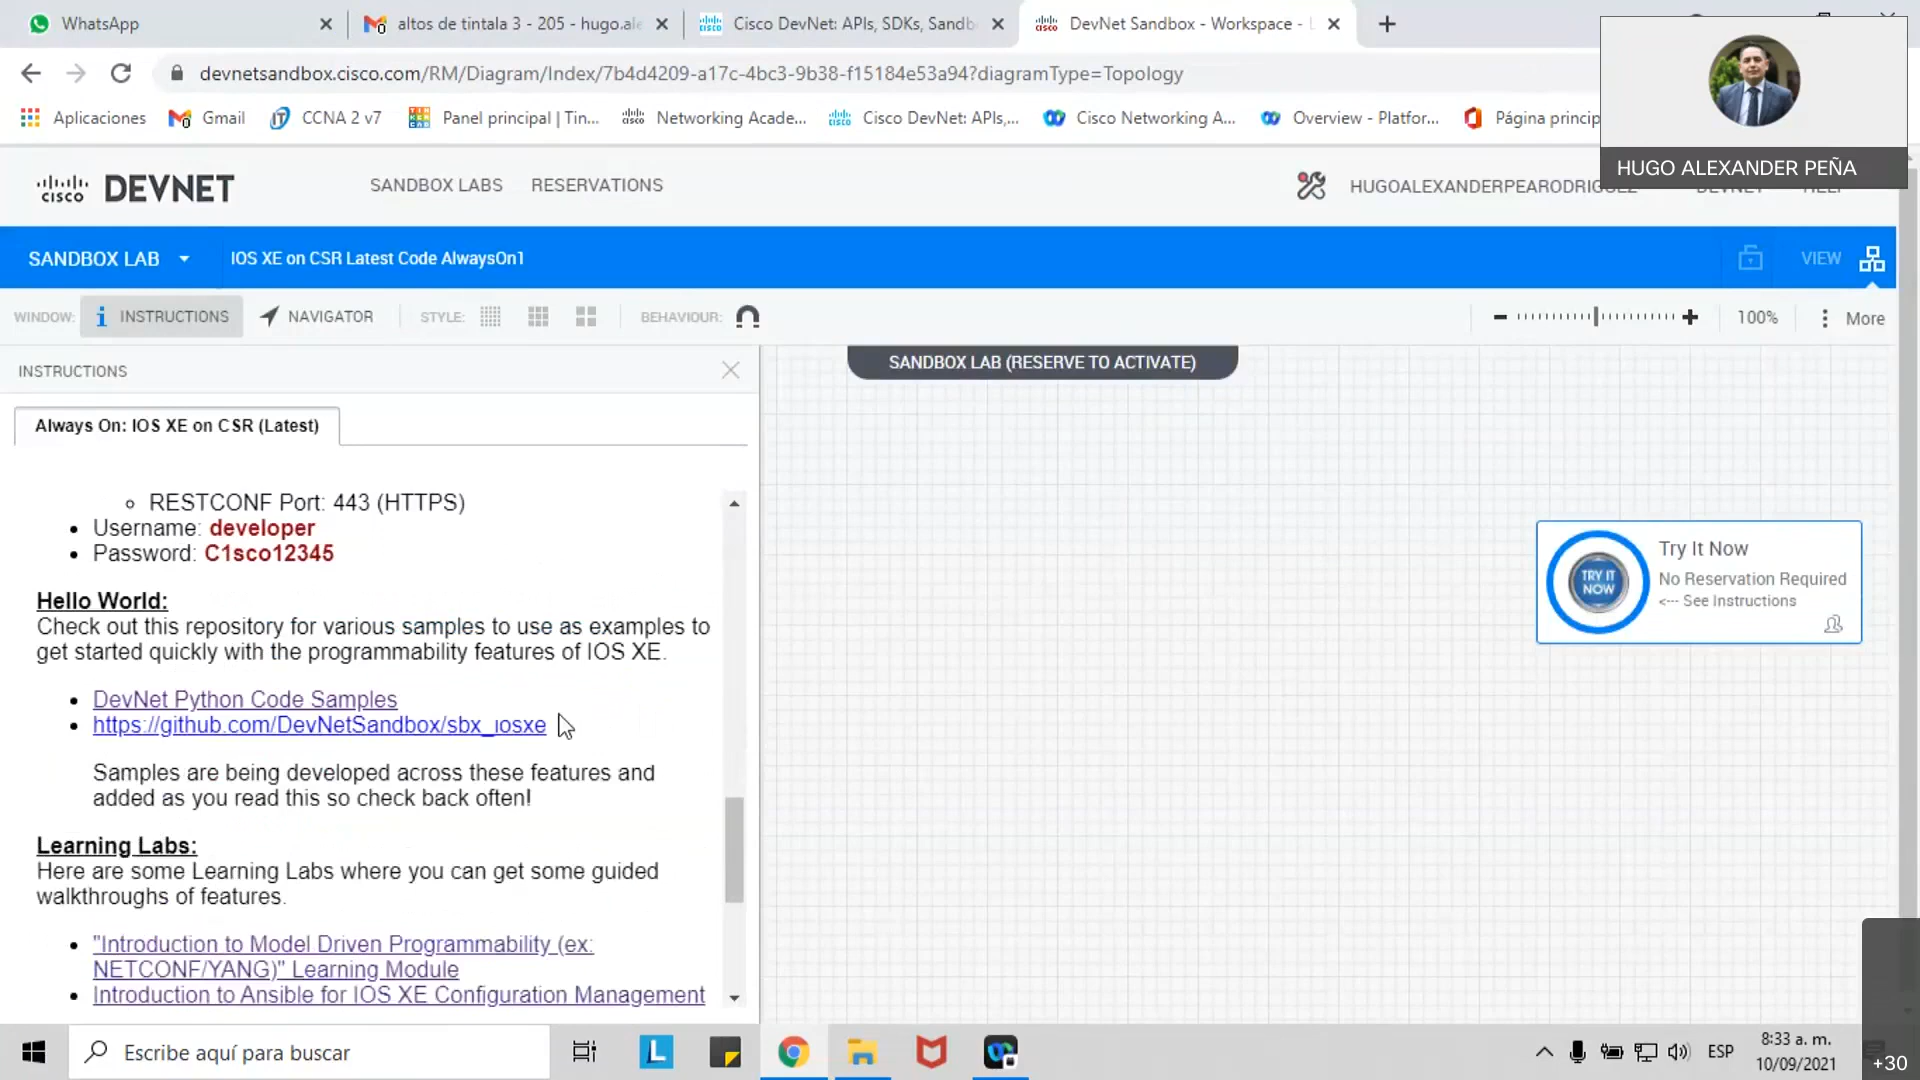 WhatsApp
altos de tintala 3 - 205 - hugo.ale
Cisco DevNet: APIs, SDKs, Sandb
DevNet Sandbox - Workspace - L
devnetsandbox.cisco.com/RM/Diagram/Index/7b4d4209-a17c-4bc3-9b38-f15184e53a94?diagramType=Topology
Aplicaciones
Gmail
CCNA 2 v7
Panel principal | Tin...
Networking Acade...
Cisco DevNet: APIs,...
Cisco Networking A...
Overview - Platfor...
Página princip
HUGO ALEXANDER PEÑA
CISCO DEVNET
SANDBOX LABS
RESERVATIONS
HUGOALEXANDERPEARODRIGUEZ
DEVNET
HELP
SANDBOX LAB
IOS XE on CSR Latest Code AlwaysOn1
VIEW
WINDOW:
INSTRUCTIONS
NAVIGATOR
STYLE:
BEHAVIOUR:
100%
More
INSTRUCTIONS
SANDBOX LAB (RESERVE TO ACTIVATE)
Always On: IOS XE on CSR (Latest)
RESTCONF Port: 443 (HTTPS)
Username: developer
Password: C1sco12345
Hello World:
Check out this repository for various samples to use as examples to
get started quickly with the programmability features of IOS XE.
DevNet Python Code Samples
https://github.com/DevNetSandbox/sbx_iosxe
Samples are being developed across these features and
added as you read this so check back often!
Learning Labs:
Here are some Learning Labs where you can get some guided
walkthroughs of features.
"Introduction to Model Driven Programmability (ex:
NETCONF/YANG)" Learning Module
Introduction to Ansible for IOS XE Configuration Management
TRY IT
NOW
Try It Now
No Reservation Required
<--- See Instructions
Escribe aquí para buscar
ESP
8:33 a. m.
10/09/2021
+30